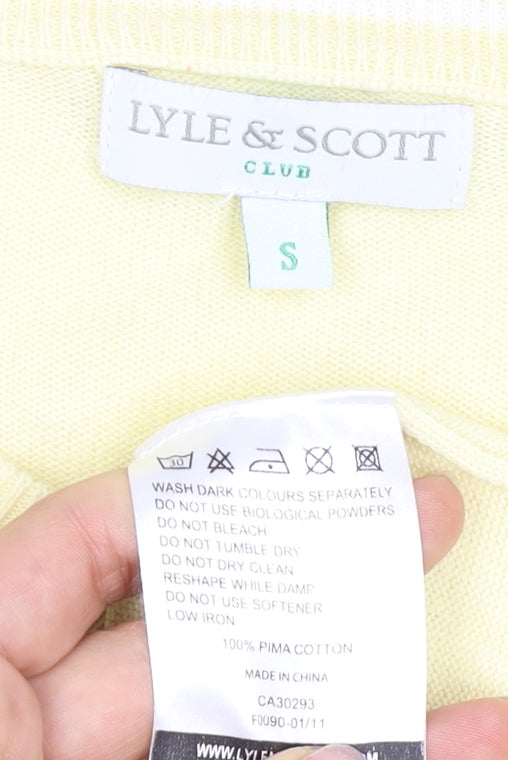 LYLE & SCOTT
CLUB
S
30
WASH DARK COLOURS SEPARATELY
DO NOT USE BIOLOGICAL POWDERS
DO NOT BLEACH
DO NOT TUMBLE DRY
DO NOT DRY CLEAN
RESHAPE WHILE DAMP
DO NOT USE SOFTENER
LOW IRON
100% PIMA COTTON
MADE IN CHINA
CA30293
F0090-01/11